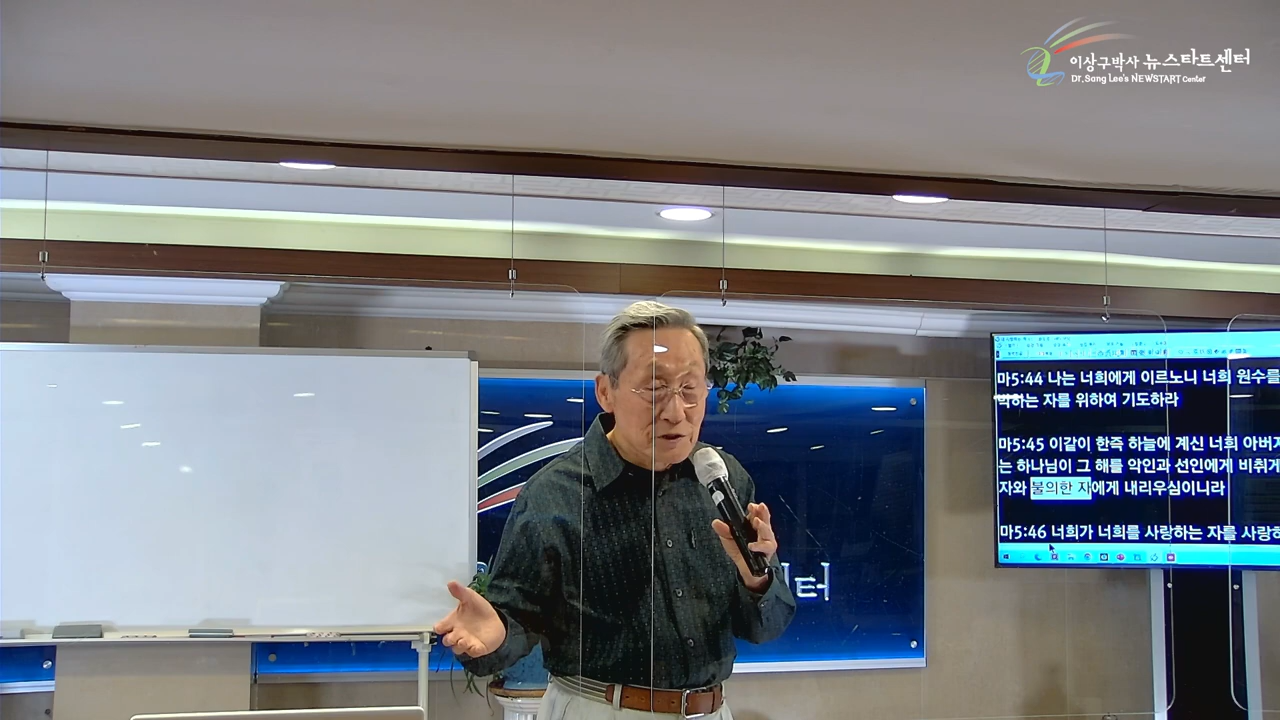 이상구박사 뉴스타트센터
Dr. Sang Lee's NEWSTART Center
마5:44 나는 너희에게 이르노니 너희 원수를
박하는 자를 위하여 기도하라
마5:45 이같이 한즉 하늘에 계신 너희 아버지
는 하나님이 그 해를 악인과 선인에게 비취게
자와 불의한 자에게 내리우심이니라
마5:46 너희가 너희를 사랑하는 자를 사랑하
터